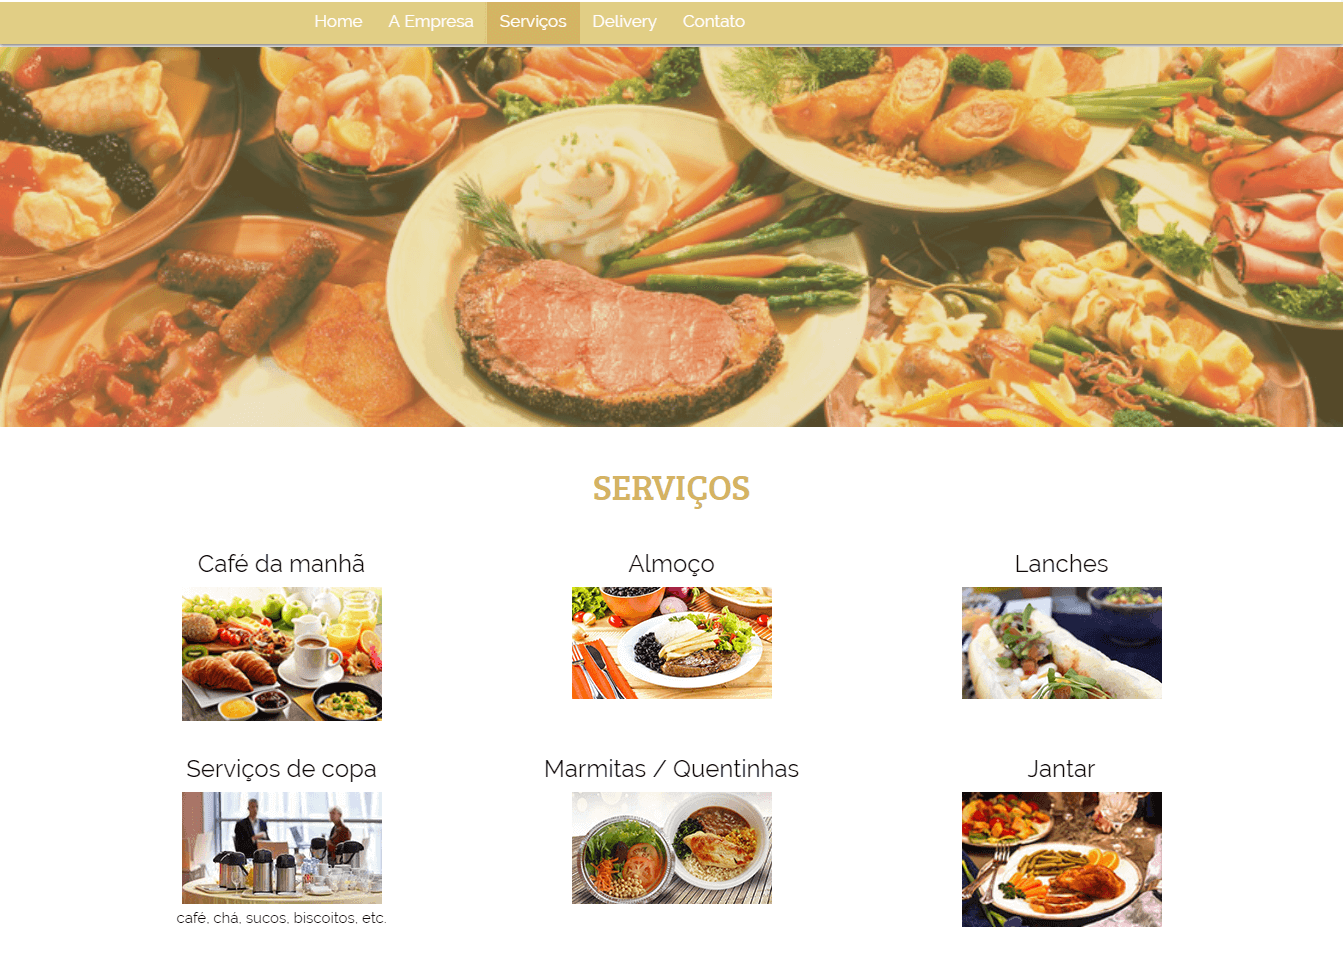 Home A Empresa Serviços Delivery Contato
SERVIÇOS
Café da manhã
Almoço
Lanches
Serviços de copa
Marmitas / Quentinhas
Jantar
café, chá, sucos, biscoitos, etc.